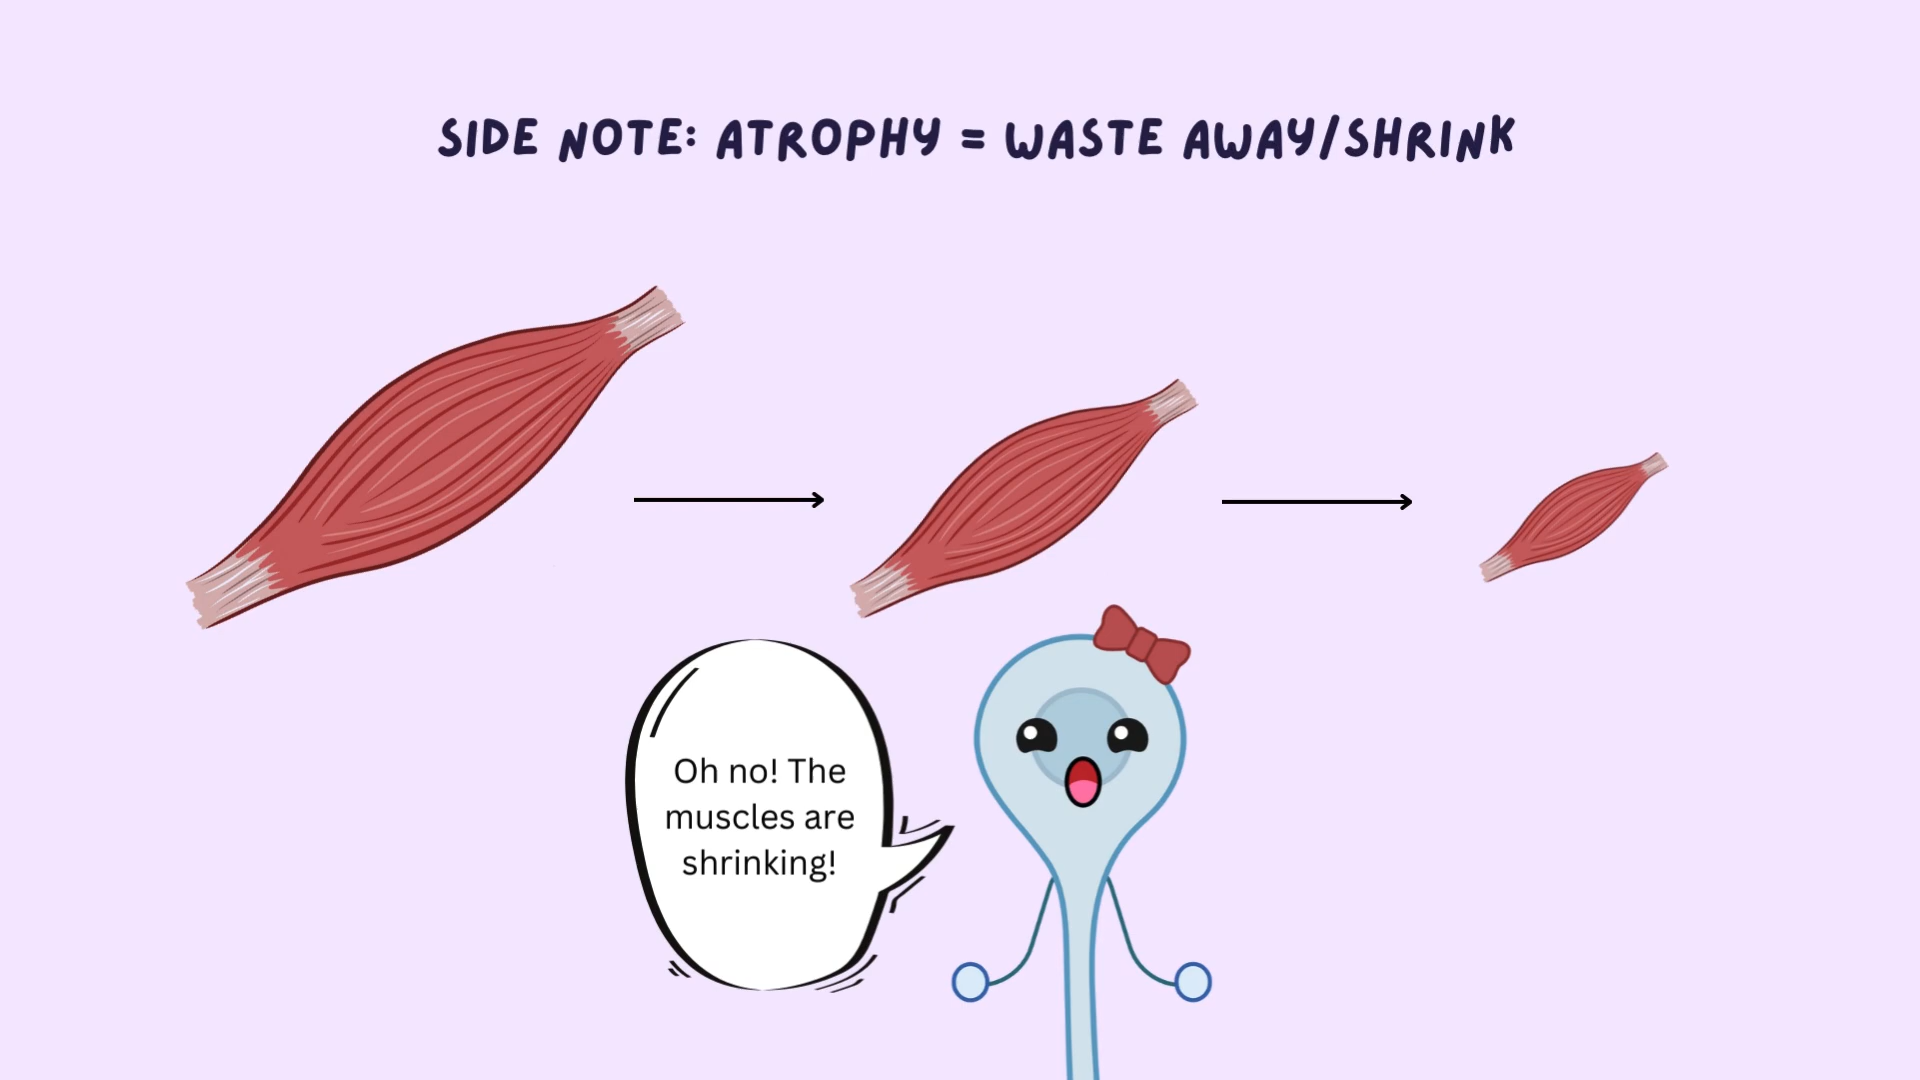 SIDE NOTE: ATROPHY = WASTE AWAY/SHRINK
Oh no! The
muscles are
shrinking!